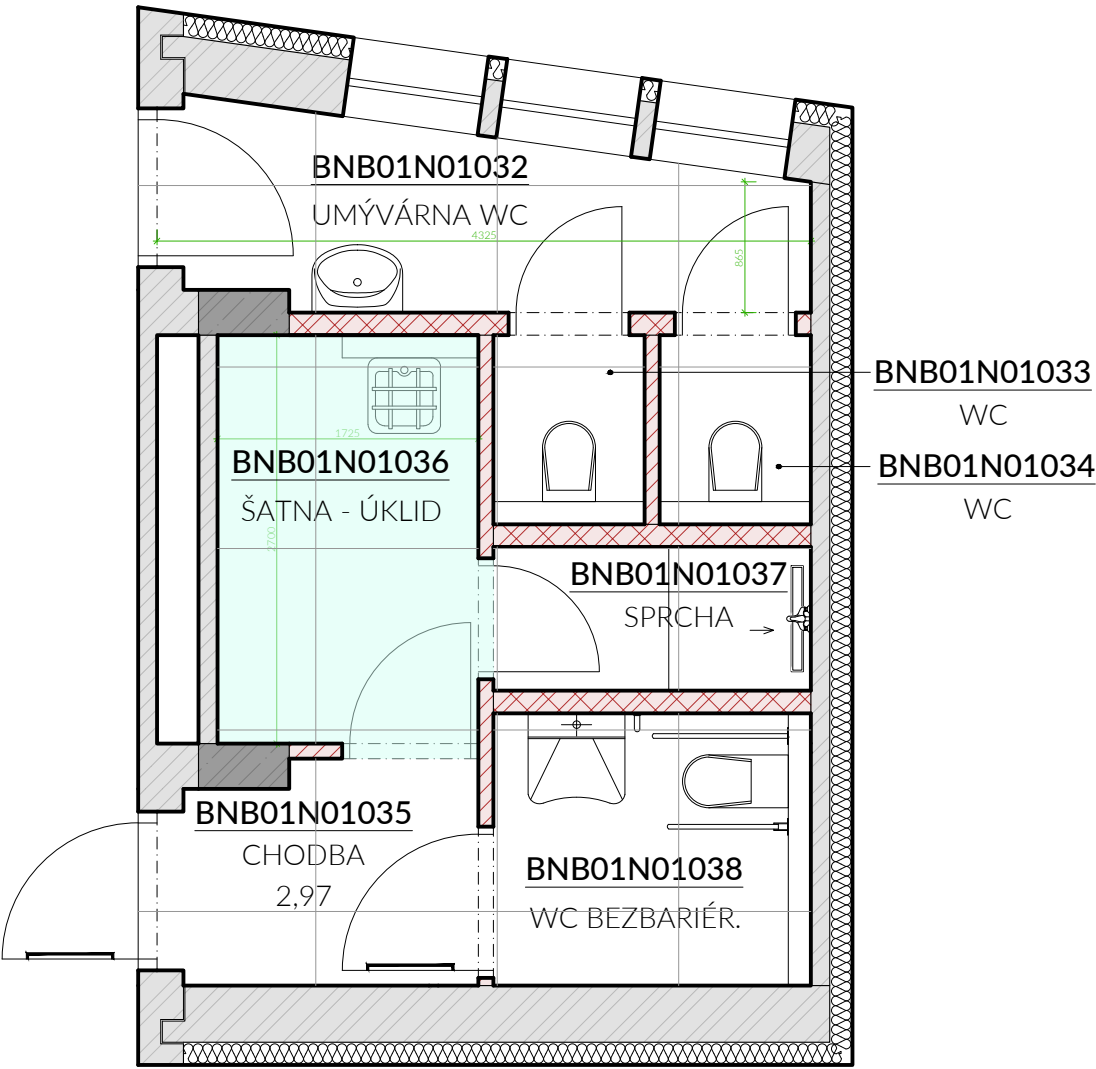 BNB01N01032
UMÝVÁRNA WC
4325
865
BNB01N01033
WC
1725
BNB01N01036
ŠATNA - ÚKLID
2700
BNB01N01034
WC
BNB01N01037
SPRCHA
BNB01N01035
CHODBA
2,97
BNB01N01038
WC BEZBARIÉR.